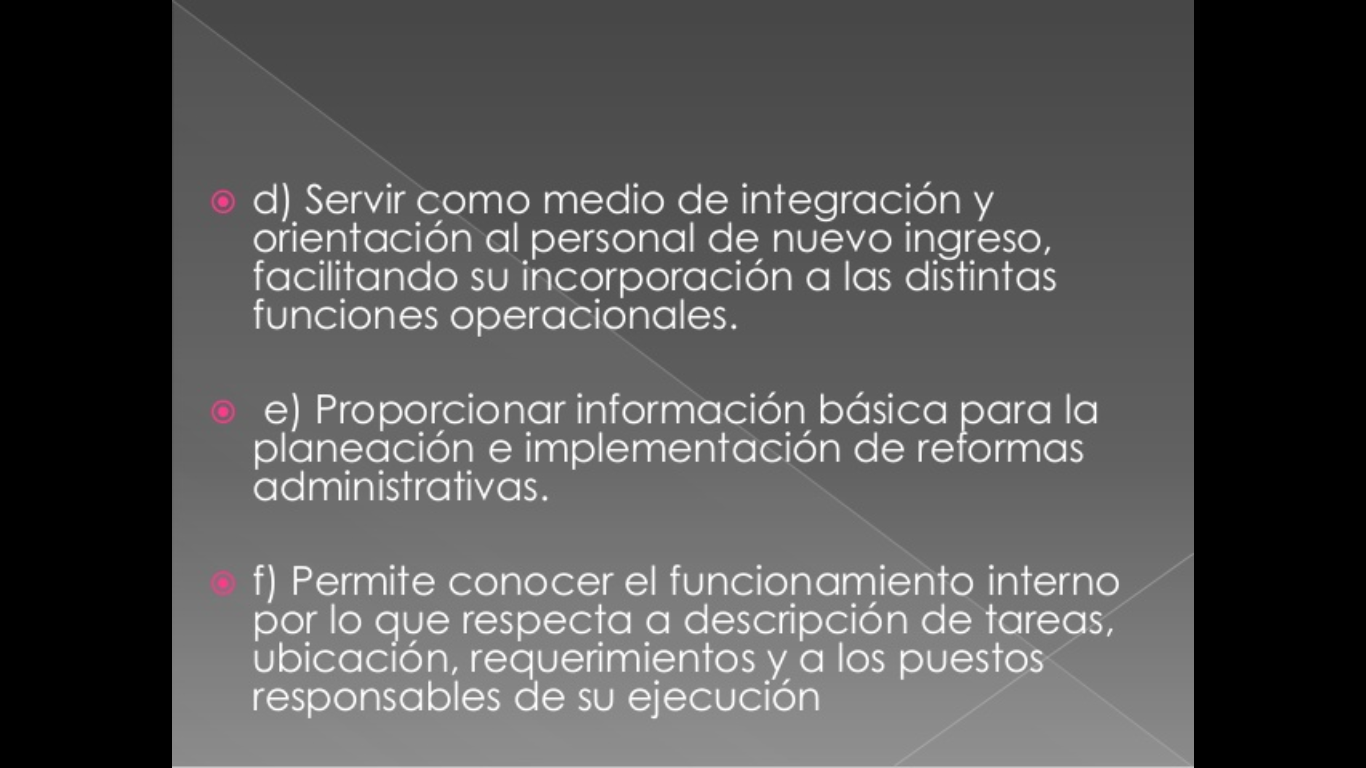 d) Servir como medio de integración y
orientación al personal de nuevo ingreso,
facilitando su incorporación a las distintas
funciones operacionales.
e) Proporcionar información básica para la
planeación e implementación de reformas
administrativas.
f) Permite conocer el funcionamiento interno
por lo que respecta a descripción de tareas,
ubicación, requerimientos y a los puestos
responsables de su ejecución